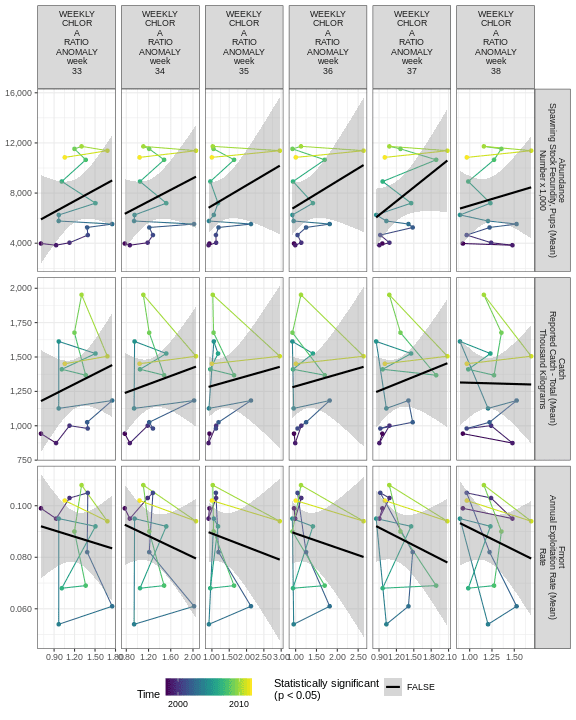 WEEKLY
CHLOR
A
RATIO
ANOMALY
week
33
WEEKLY
CHLOR
A
RATIO
ANOMALY
week
34
WEEKLY
CHLOR
A
RATIO
ANOMALY
week
35
WEEKLY
CHLOR
A
RATIO
ANOMALY
week
36
WEEKLY
CHLOR
A
RATIO
ANOMALY
week
37
WEEKLY
CHLOR
A
RATIO
ANOMALY
week
38
16,000
12,000
8,000
4,000
Abundance
Spawning Stock Fecundity, Pups (Mean)
Number x 1,000
2,000
1,750
1,500
1,250
1,000
750
Catch
Reported Catch - Total (Mean)
Thousand Kilograms
0.100
0.080
0.060
Fmort
Annual Exploitation Rate (Mean)
Rate
0.90 1.20 1.50 1.80
0.80 1.20 1.60 2.00
1.00 1.50 2.00 2.50 3.00
1.00 1.50 2.00 2.50
0.90 1.20 1.50 1.80 2.10
1.00 1.25 1.50
Time
2000 2010
Statistically significant
(p < 0.05)
FALSE